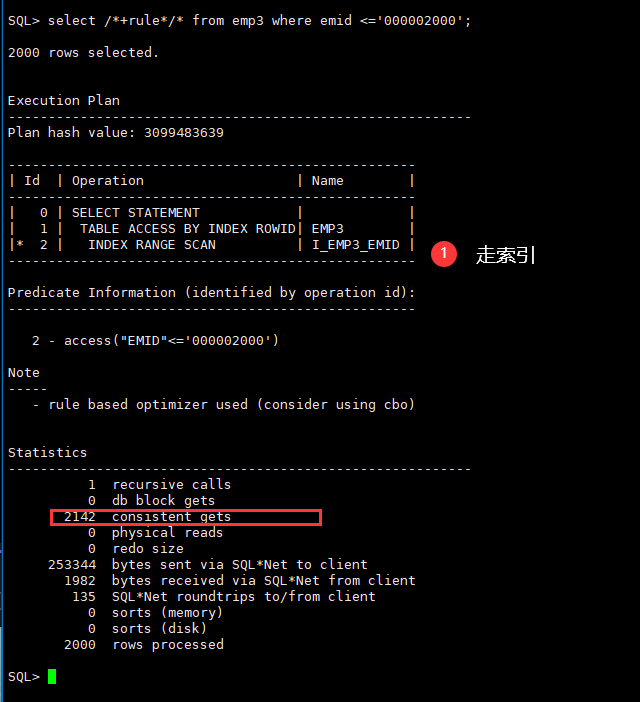 SQL> select /*+rule*/* from emp3 where emid <='000002000';
2000 rows selected.
Execution Plan
----------------------------------------------------------
Plan hash value: 3099483639
---------------------------------------------------
| Id  | Operation                   | Name        |
---------------------------------------------------
|   0 | SELECT STATEMENT            |             |
|   1 |  TABLE ACCESS BY INDEX ROWID| EMP3        |
|*  2 |   INDEX RANGE SCAN          | I_EMP3_EMID |
1 走索引
---------------------------------------------------
Predicate Information (identified by operation id):
---------------------------------------------------
   2 - access("EMID"<='000002000')
Note
-----
   - rule based optimizer used (consider using cbo)
Statistics
----------------------------------------------------------
          1  recursive calls
          0  db block gets
       2142  consistent gets
          0  physical reads
          0  redo size
     253344  bytes sent via SQL*Net to client
       1982  bytes received via SQL*Net from client
        135  SQL*Net roundtrips to/from client
          0  sorts (memory)
          0  sorts (disk)
       2000  rows processed
SQL>